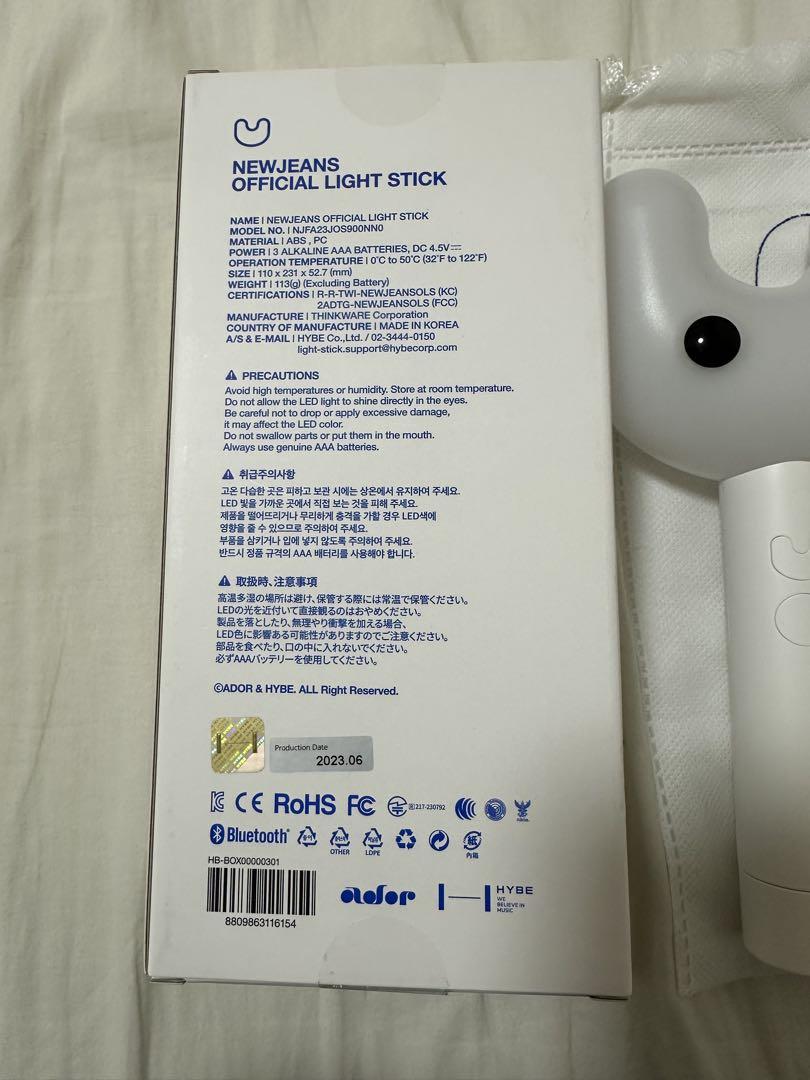 NEWJEANS
OFFICIAL LIGHT STICK
NAME | NEWJEANS OFFICIAL LIGHT STICK
MODEL NO. | NJFA23JOS900NN0
MATERIAL | ABS , PC
POWER | 3 ALKALINE AAA BATTERIES, DC 4.5V⎓
OPERATION TEMPERATURE | 0°C to 50°C (32°F to 122°F)
SIZE | 110 x 231 x 52.7 (mm)
WEIGHT | 113(g) (Excluding Battery)
CERTIFICATIONS | R-R-TWI-NEWJEANSOLS (KC)
2ADTG-NEWJEANSOLS (FCC)
MANUFACTURE | THINKWARE Corporation
COUNTRY OF MANUFACTURE | MADE IN KOREA
A/S & E-MAIL | HYBE Co.,Ltd. / 02-3444-0150
light-stick.support@hybecorp.com
PRECAUTIONS
Avoid high temperatures or humidity. Store at room temperature.
Do not allow the LED light to shine directly in the eyes.
Be careful not to drop or apply excessive damage,
it may affect the LED color.
Do not swallow parts or put them in the mouth.
Always use genuine AAA batteries.
취급주의사항
고온 다습한 곳은 피하고 보관 시에는 상온에서 유지하여 주세요.
LED 빛을 가까운 곳에서 직접 보는 것을 피해 주세요.
제품을 떨어뜨리거나 무리하게 충격을 가할 경우 LED색에
영향을 줄 수 있으므로 주의하여 주세요.
부품을 삼키거나 입에 넣지 않도록 주의하여 주세요.
반드시 정품 규격의 AAA 배터리를 사용해야 합니다.
取扱時、注意事項
高温多湿の場所は避け、保管する際には常温で保管ください。
LEDの光を近付いて直接観るのはおやめください。
製品を落としたり、無理やり衝撃を加える場合、
LED色に影響ある可能性がありますのでご注意ください。
部品を食べたり、口の中に入れないでください。
必ずAAAバッテリーを使用してください。
©ADOR & HYBE. ALL Right Reserved.
Production Date
2023.06
CE RoHS FC R 217-230792
Bluetooth
OTHER LDPE 紙 内箱
HB-BOX00000301
8809863116154
ador
HYBE
WE
BELIEVE IN
MUSIC